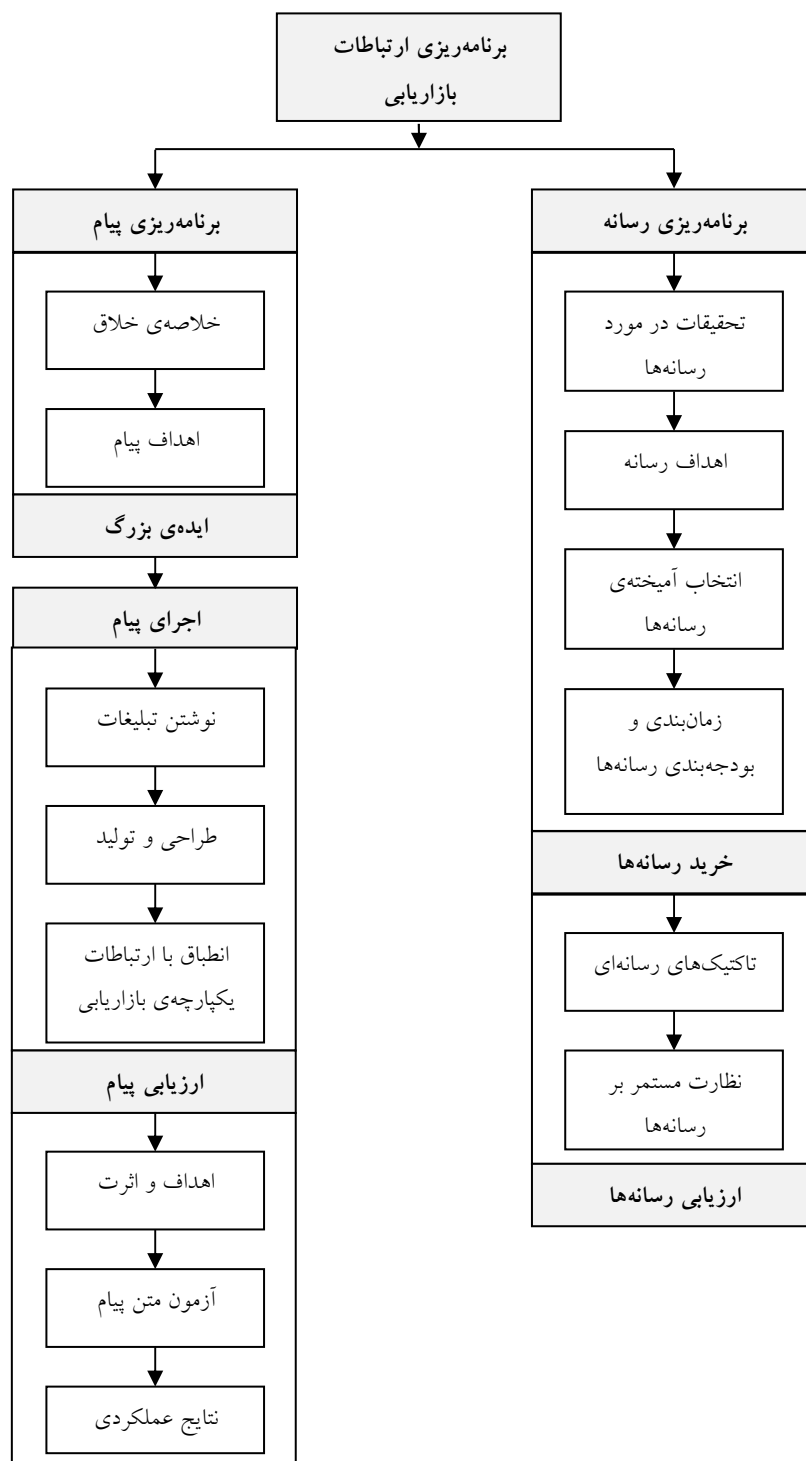 برنامه‌ریزی ارتباطات
بازاریابی
برنامه‌ریزی رسانه
تحقیقات در مورد
رسانه‌ها
اهداف رسانه
انتخاب آمیخته‌ی
رسانه‌ها
زمان‌بندی و
بودجه‌بندی رسانه‌ها
خرید رسانه‌ها
تاکتیک‌های رسانه‌ای
نظارت مستمر بر
رسانه‌ها
ارزیابی رسانه‌ها
برنامه‌ریزی پیام
خلاصه‌ی خلاق
اهداف پیام
ایده‌ی بزرگ
اجرای پیام
نوشتن تبلیغات
طراحی و تولید
انطباق با ارتباطات
یکپارچه‌ی بازاریابی
ارزیابی پیام
اهداف و اثرت
آزمون متن پیام
نتایج عملکردی